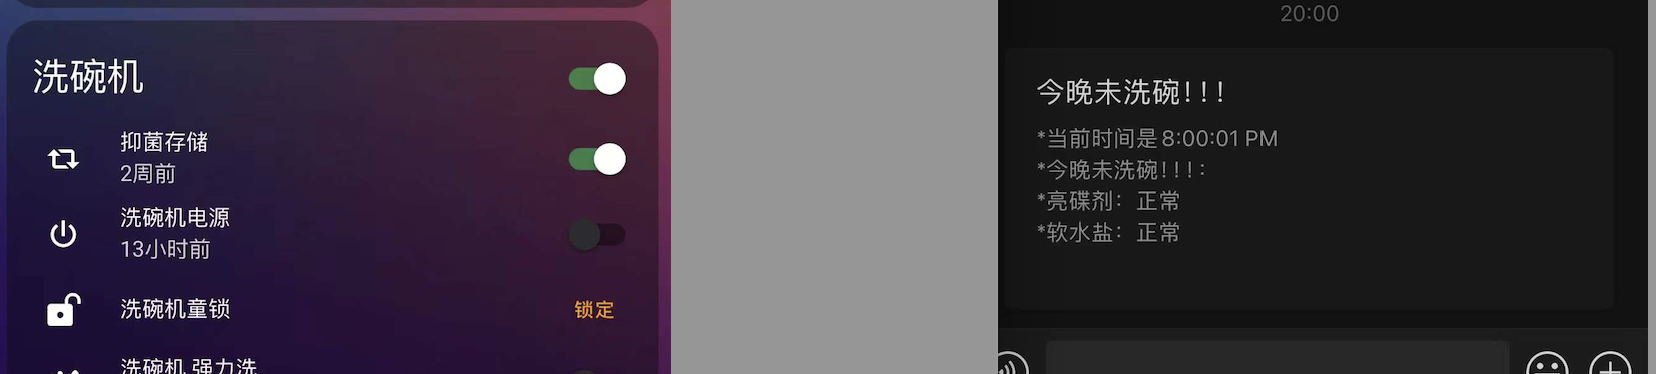 洗碗机
抑菌存储
2周前
洗碗机电源
13小时前
洗碗机童锁
锁定
洗碗机 强力洗
20:00
今晚未洗碗!!!
*当前时间是8:00:01 PM
*今晚未洗碗!!!:
*亮碟剂：正常
*软水盐：正常